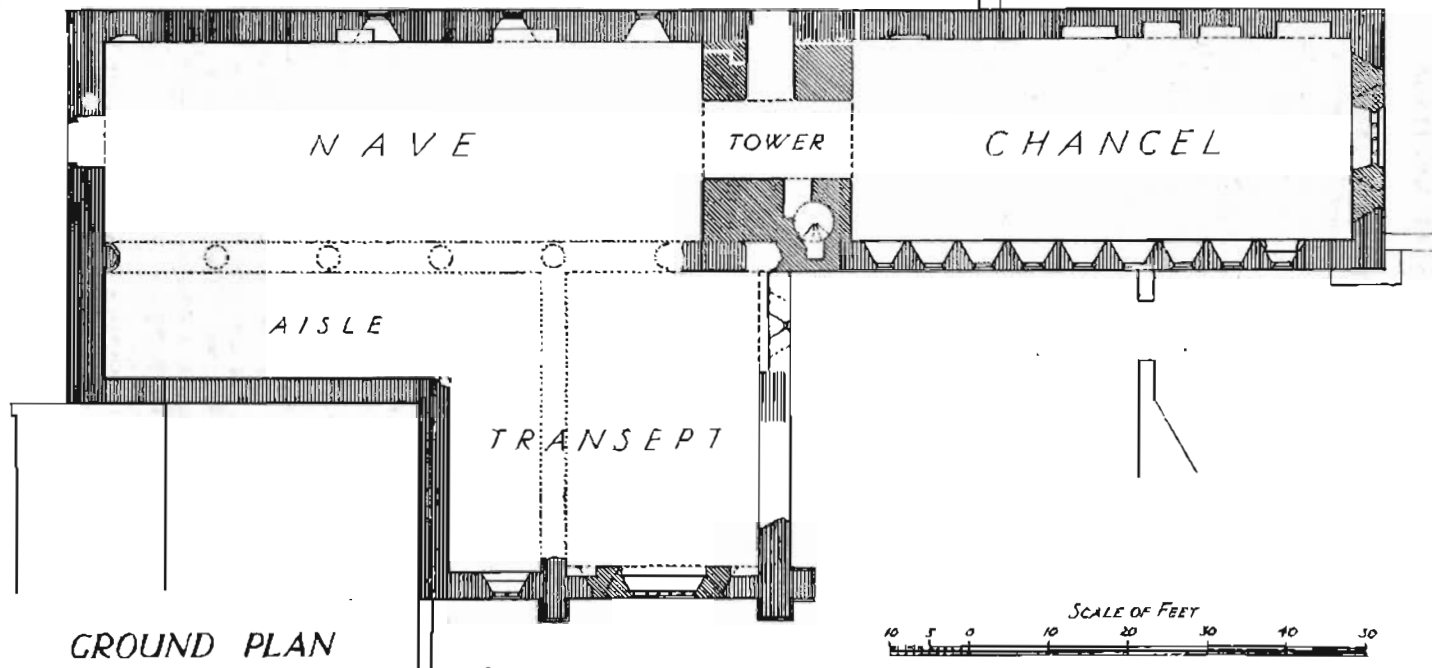 NAVE
TOWER
CHANCEL
AISLE
TRANSEPT
GROUND PLAN
SCALE OF FEET
10 5 0 10 20 30 40 50